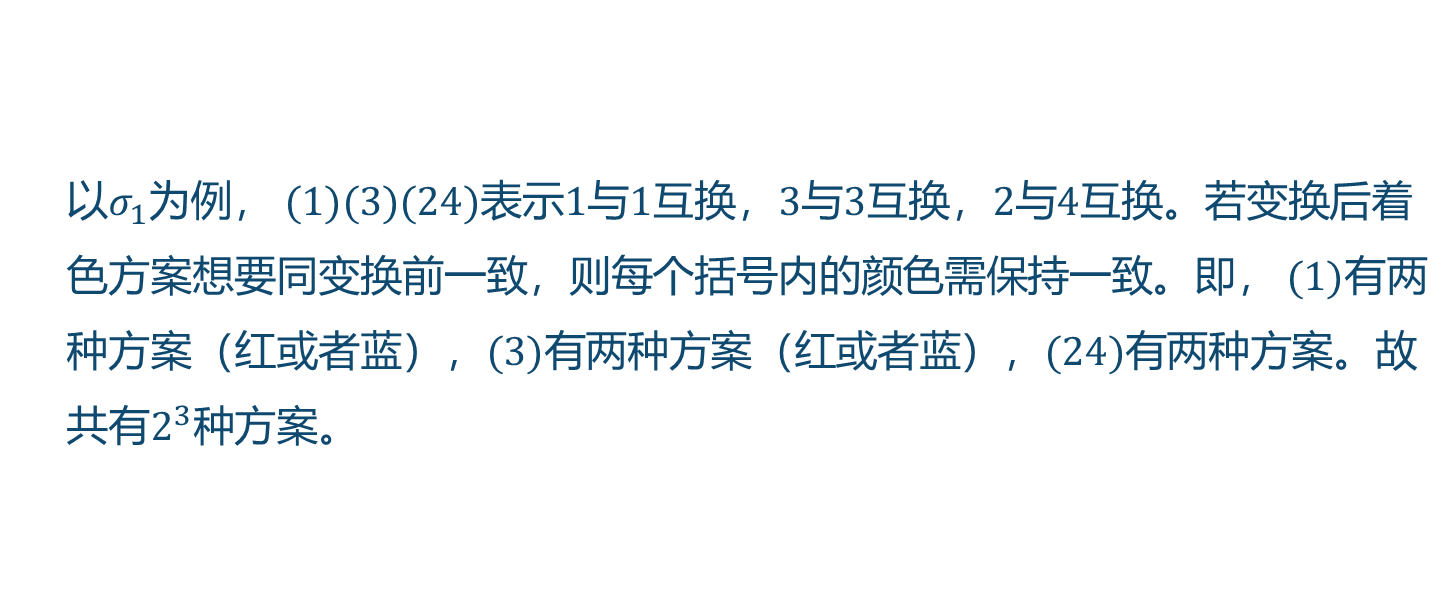 以σ₁为例， (1)(3)(24)表示1与1互换，3与3互换，2与4互换。若变换后着
色方案想要同变换前一致，则每个括号内的颜色需保持一致。即， (1)有两
种方案（红或者蓝），(3)有两种方案（红或者蓝），(24)有两种方案。故
共有2³种方案。